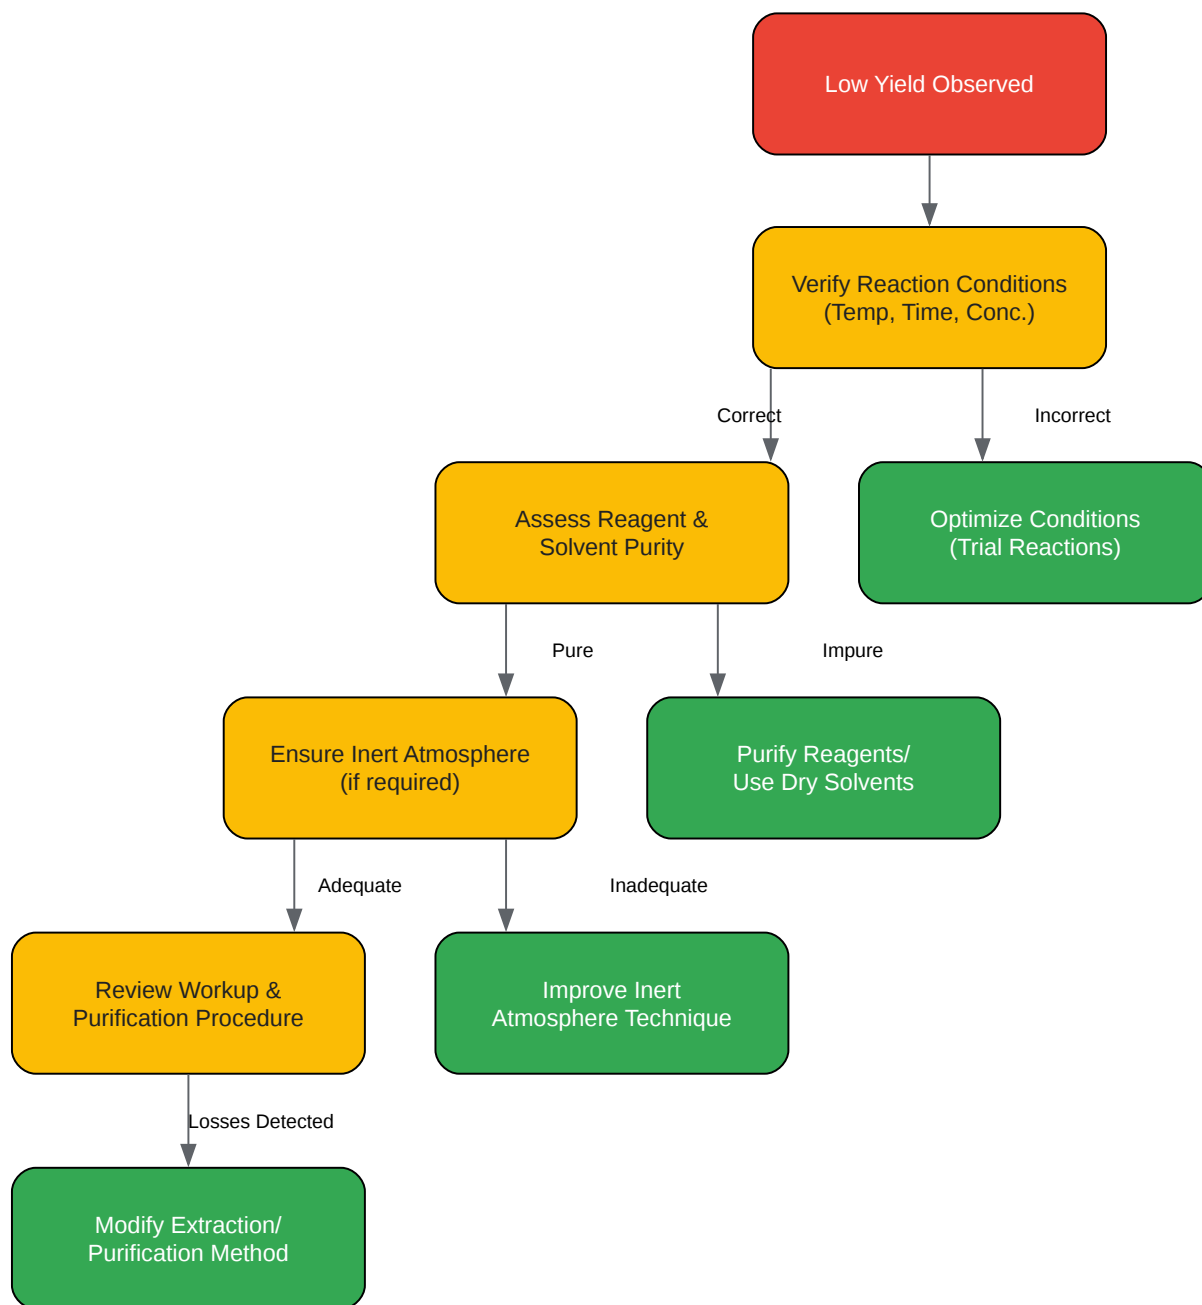 Low Yield Observed
Verify Reaction Conditions
(Temp, Time, Conc.)
Correct
Incorrect
Assess Reagent &
Solvent Purity
Optimize Conditions
(Trial Reactions)
Pure
Impure
Ensure Inert Atmosphere
(if required)
Purify Reagents/
Use Dry Solvents
Adequate
Inadequate
Review Workup &
Purification Procedure
Improve Inert
Atmosphere Technique
Losses Detected
Modify Extraction/
Purification Method